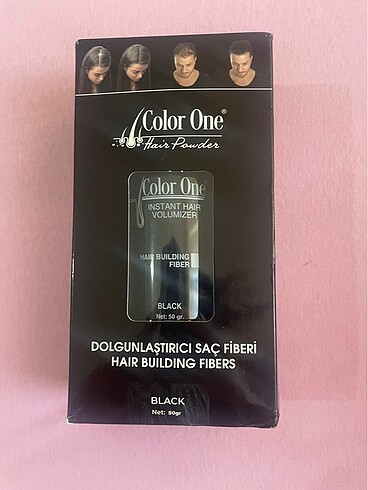 Color One®
Hair Powder
Color One
INSTANT HAIR
VOLUMIZER
HAIR BUILDING
FIBER
BLACK
Net: 50 gr.
DOLGUNLAŞTIRICI SAÇ FİBERİ
HAIR BUILDING FIBERS
BLACK
Net: 50gr